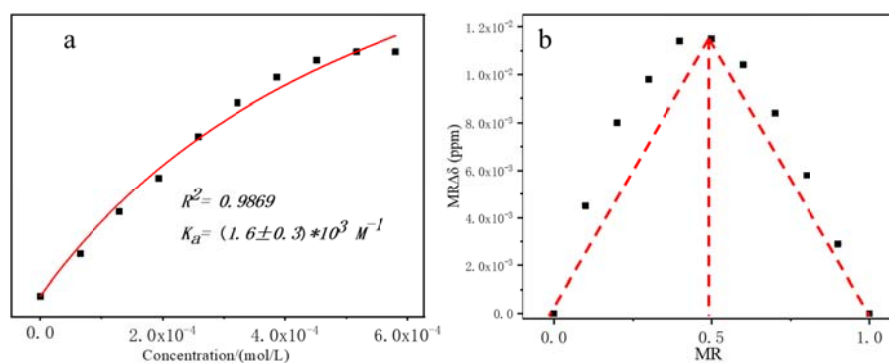 a
R²= 0.9869
Kₐ= (1.6±0.3)*10³ M⁻¹
0.0 2.0x10⁻⁴ 4.0x10⁻⁴ 6.0x10⁻⁴
Concentration/(mol/L)
b
MRΔδ (ppm)
1.2x10⁻²
1.0x10⁻²
8.0x10⁻³
6.0x10⁻³
4.0x10⁻³
2.0x10⁻³
0.0
0.0 0.5 1.0
MR